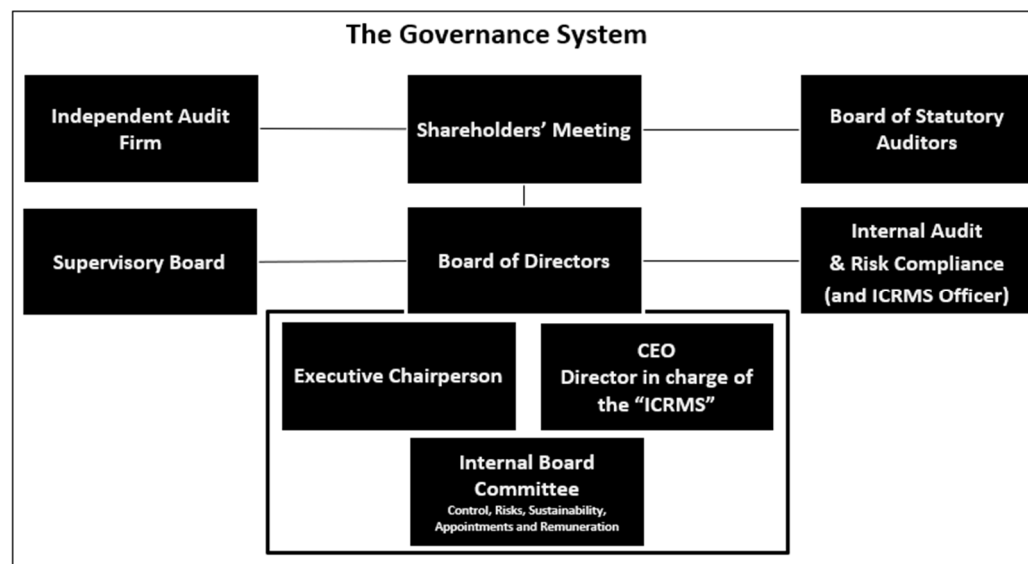 The Governance System
Independent Audit
Firm
Shareholders’ Meeting
Board of Statutory
Auditors
Supervisory Board
Board of Directors
Internal Audit
& Risk Compliance
(and ICRMS Officer)
Executive Chairperson
CEO
Director in charge of
the “ICRMS”
Internal Board
Committee
Control, Risks, Sustainability,
Appointments and Remuneration